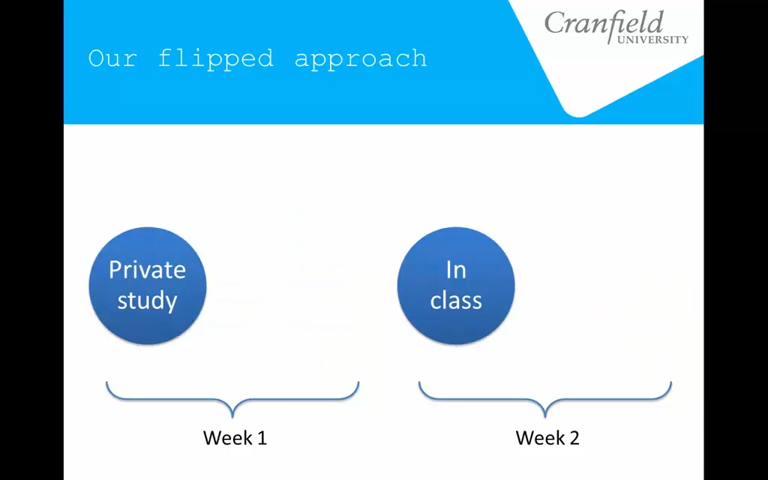 Our flipped approach
Cranfield
UNIVERSITY
Private
study
In
class
Week 1
Week 2